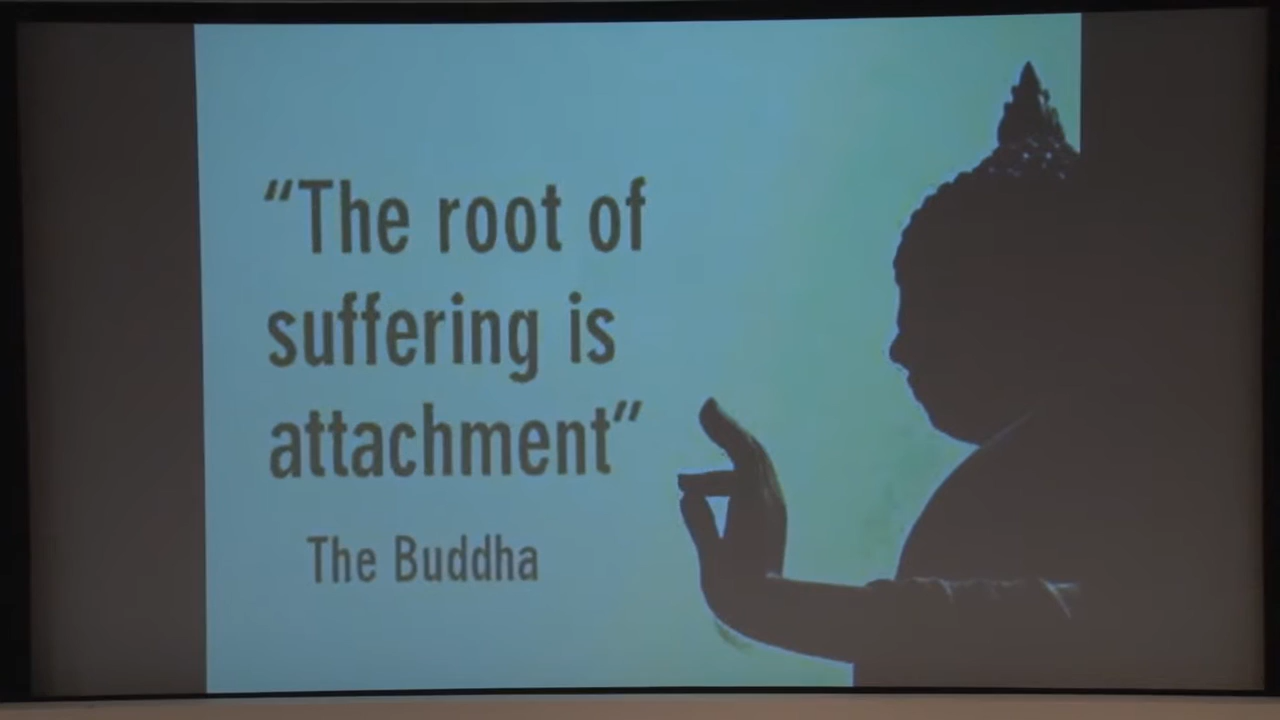 “The root of
suffering is
attachment”
The Buddha